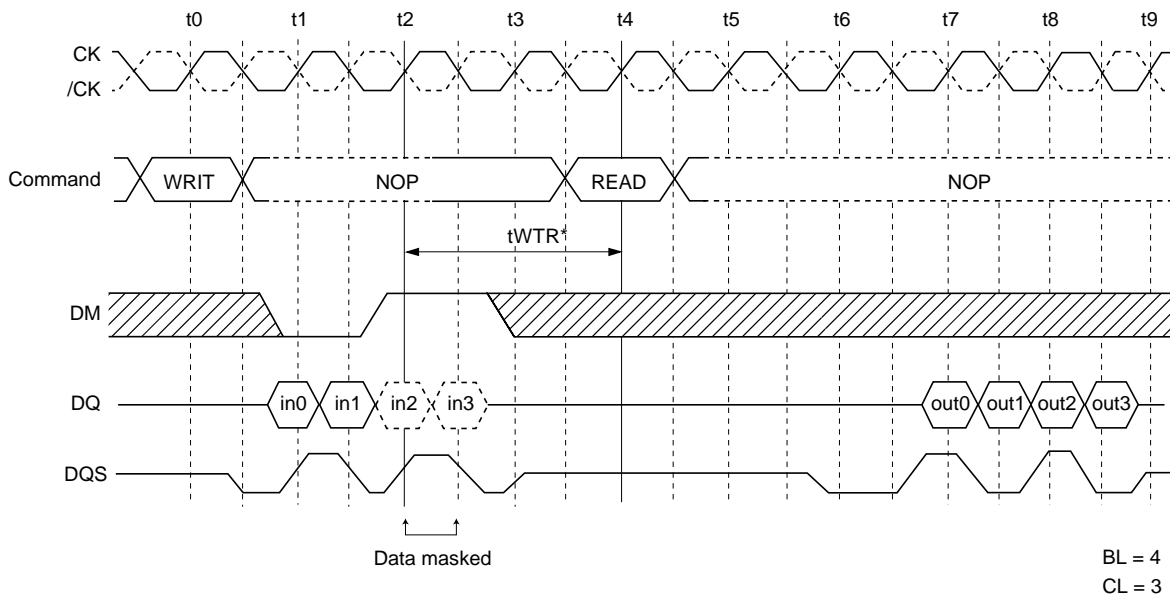 t0 t1 t2 t3 t4 t5 t6 t7 t8 t9
CK
/CK
Command WRIT NOP READ NOP
tWTR*
DM
DQ in0 in1 in2 in3 out0 out1 out2 out3
DQS
Data masked
BL = 4
CL = 3